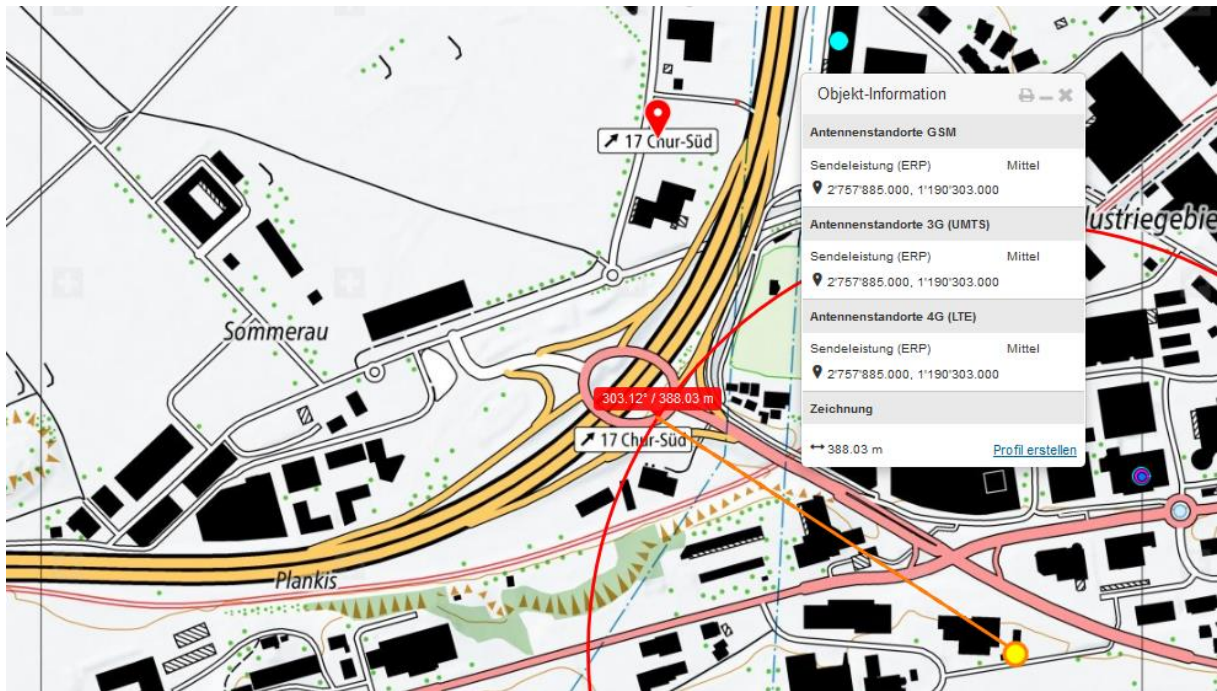 17 Chur-Süd
Sommerau
303.12° / 388.03 m
17 Chur-Süd
Plankis
ustriegebie
Objekt-Information
Antennenstandorte GSM
Sendeleistung (ERP) Mittel
2'757'885.000, 1'190'303.000
Antennenstandorte 3G (UMTS)
Sendeleistung (ERP) Mittel
2'757'885.000, 1'190'303.000
Antennenstandorte 4G (LTE)
Sendeleistung (ERP) Mittel
2'757'885.000, 1'190'303.000
Zeichnung
388.03 m Profil erstellen